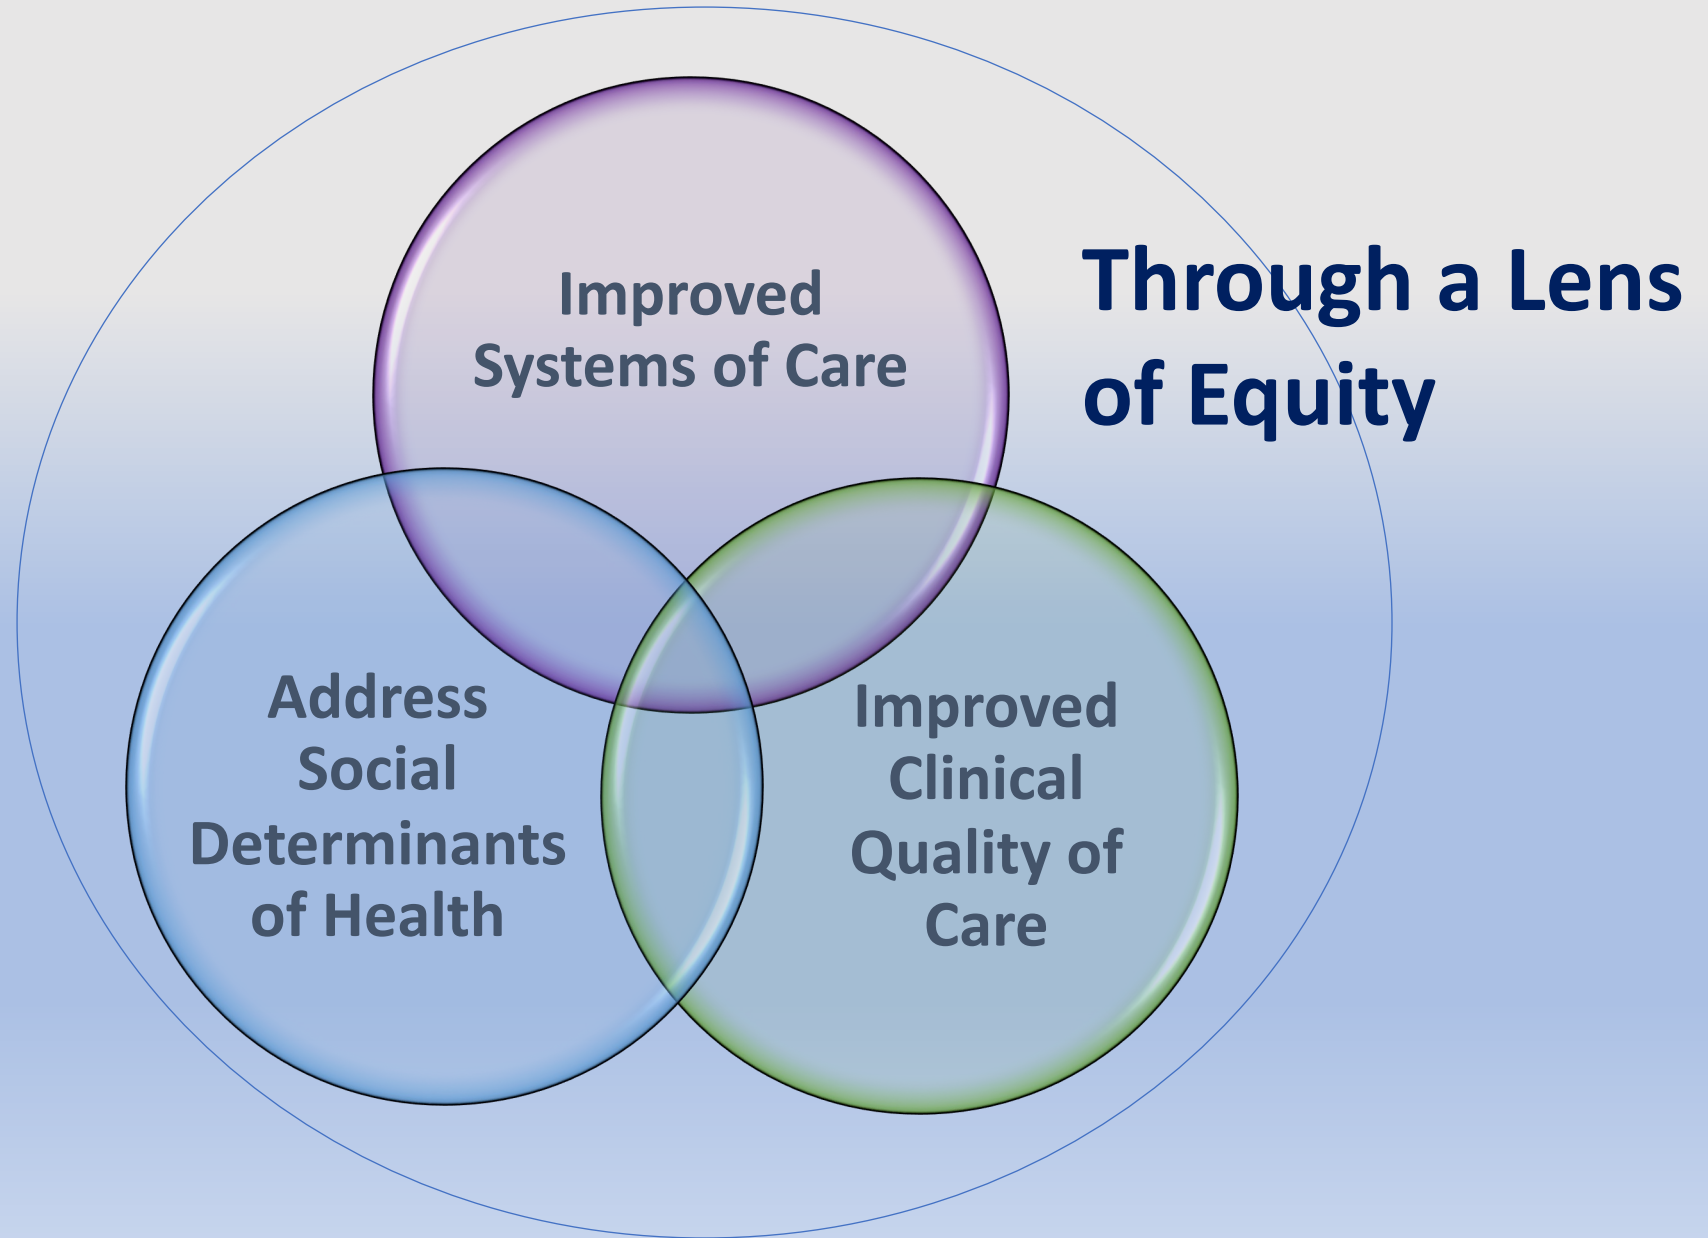 Improved
Systems of Care
Through a Lens
of Equity
Address
Social
Determinants
of Health
Improved
Clinical
Quality of
Care